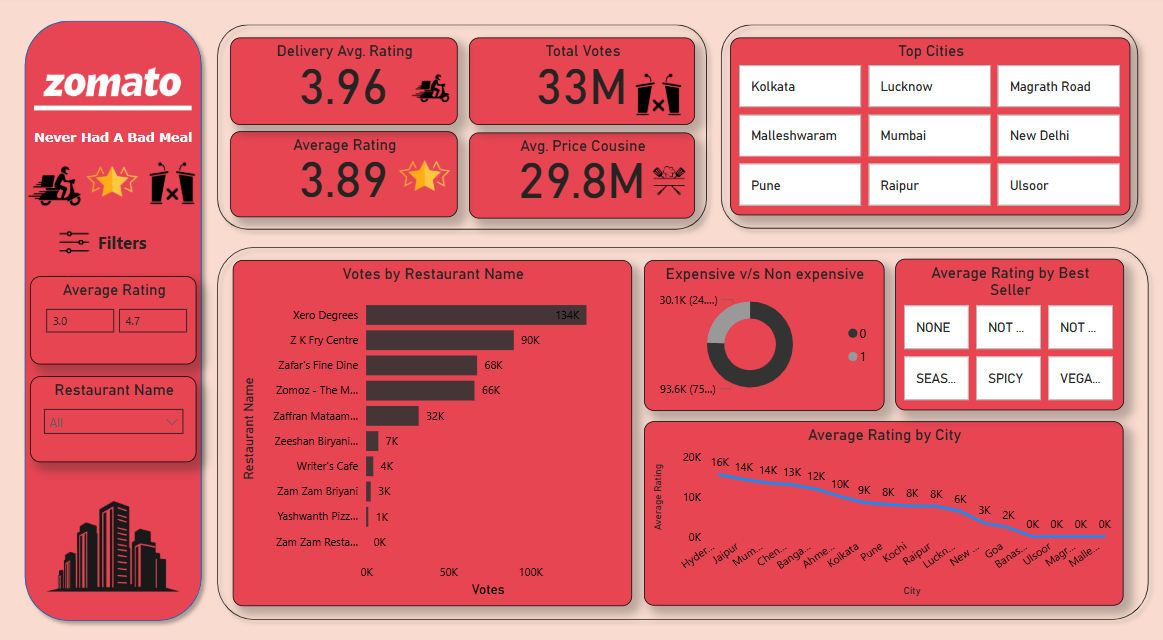 zomato
Never Had A Bad Meal
Filters
Average Rating
3.0
4.7
Restaurant Name
All
Delivery Avg. Rating
3.96
Total Votes
33M
Average Rating
3.89
Avg. Price Cousine
29.8M
Top Cities
Kolkata
Lucknow
Magrath Road
Malleshwaram
Mumbai
New Delhi
Pune
Raipur
Ulsoor
Votes by Restaurant Name
Restaurant Name
Xero Degrees
134K
Z K Fry Centre
90K
Zafar's Fine Dine
68K
Zomoz - The M...
66K
Zaffran Mataam...
32K
Zeeshan Biryani...
7K
Writer's Cafe
4K
Zam Zam Briyani
3K
Yashwanth Pizz...
1K
Zam Zam Resta...
0K
0K
50K
100K
Votes
Expensive v/s Non expensive
30.1K (24....)
93.6K (75....)
0
1
Average Rating by Best
Seller
NONE
NOT ...
NOT ...
SEAS...
SPICY
VEGA...
Average Rating by City
Average Rating
20K
10K
0K
16K
14K
14K
13K
12K
10K
9K
8K
8K
8K
6K
3K
2K
0K
0K
0K
0K
Hyder...
Jaipur
Mum...
Chen...
Banga...
Ahme...
Kolkata
Pune
Kochi
Raipur
Luckn...
New ...
Goa
Banas...
Ulsoor
Magr...
Malle...
City